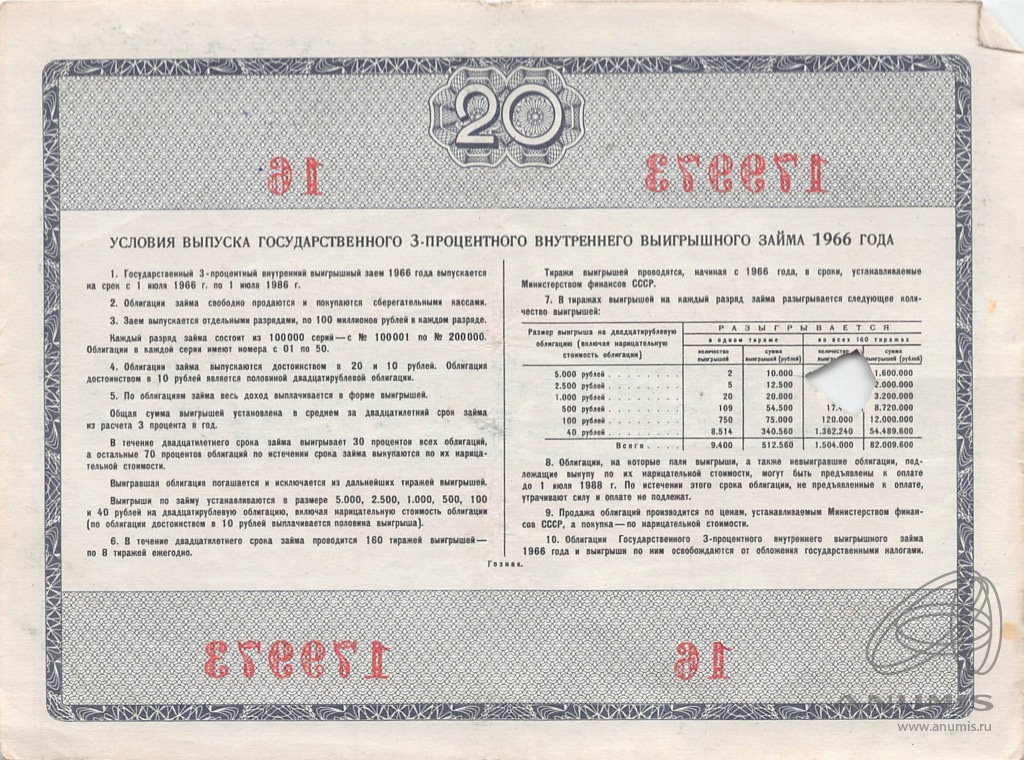 20
16 179973
УСЛОВИЯ ВЫПУСКА ГОСУДАРСТВЕННОГО 3-ПРОЦЕНТНОГО ВНУТРЕННЕГО ВЫИГРЫШНОГО ЗАЙМА 1966 ГОДА
1. Государственный 3-процентный внутренний выигрышный заем 1966 года выпускается
на срок с 1 июля 1966 г. по 1 июля 1986 г.
2. Облигации займа свободно продаются и покупаются сберегательными кассами.
3. Заем выпускается отдельными разрядами, по 100 миллионов рублей в каждом разряде.
Каждый разряд займа состоит из 100000 серий—с № 100001 по № 200000.
Облигации в каждой серии имеют номера с 01 по 50.
4. Облигации займа выпускаются достоинством в 20 и 10 рублей. Облигация
достоинством в 10 рублей является половиной двадцатирублевой облигации.
5. По облигациям займа весь доход выплачивается в форме выигрышей.
Общая сумма выигрышей установлена в среднем за двадцатилетний срок займа
из расчета 3 процента в год.
В течение двадцатилетнего срока займа выигрывает 30 процентов всех облигаций,
а остальные 70 процентов облигаций по истечении срока займа выкупаются по их нарица-
тельной стоимости.
Выигравшая облигация погашается и исключается из дальнейших тиражей выигрышей.
Выигрыши по займу устанавливаются в размере 5.000, 2.500, 1.000, 500, 100
и 40 рублей на двадцатирублевую облигацию, включая нарицательную стоимость облигации
(по облигации достоинством в 10 рублей выплачивается половина выигрыша).
6. В течение двадцатилетнего срока займа проводится 160 тиражей выигрышей—
по 8 тиражей ежегодно.
Тиражи выигрышей проводятся, начиная с 1966 года, в сроки, устанавливаемые
Министерством финансов СССР.
7. В тиражах выигрышей на каждый разряд займа разыгрывается следующее коли-
чество выигрышей:
Размер выигрыша на двадцатирублевую
облигацию (включая нарицательную
стоимость облигации)
РАЗЫГРЫВАЕТСЯ
в одном тираже во всех 160 тиражах
количество выигрышей сумма выигрышей (рублей) количество сумма выигрышей (рублей)
5.000 рублей 2 10.000 1.600.000
2.500 рублей 5 12.500 2.000.000
1.000 рублей 20 20.000 3.200.000
500 рублей 109 54.500 17. 8.720.000
100 рублей 750 75.000 120.000 12.000.000
40 рублей 8.514 340.560 1.362.240 54.489.600
Всего 9.400 512.560 1.504.000 82.009.600
8. Облигации, на которые пали выигрыши, а также невыигравшие облигации, под-
лежащие выкупу по их нарицательной стоимости, могут быть предъявлены к оплате
до 1 июля 1988 г. По истечении этого срока облигации, не предъявленные к оплате,
утрачивают силу и оплате не подлежат.
9. Продажа облигаций производится по ценам, устанавливаемым Министерством финан-
сов СССР, а покупка—по нарицательной стоимости.
10. Облигации Государственного 3-процентного внутреннего выигрышного займа
1966 года и выигрыши по ним освобождаются от обложения государственными налогами.
Гознак.
179973 16
ANUMIS
www.anumis.ru